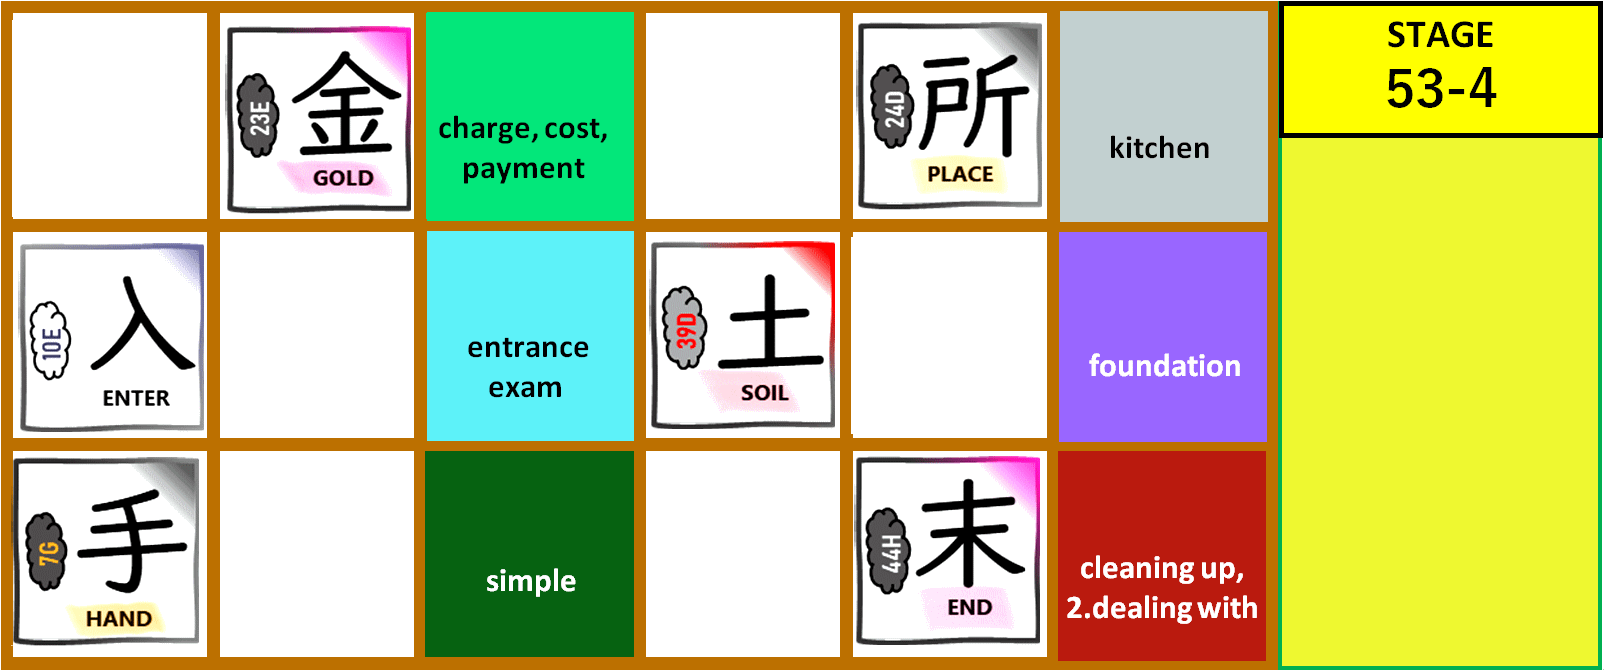 23E
金
GOLD
charge, cost,
payment
24D
所
PLACE
kitchen
STAGE
53-4
10E
入
ENTER
entrance
exam
39D
土
SOIL
foundation
7G
手
HAND
simple
44H
末
END
cleaning up,
2.dealing with